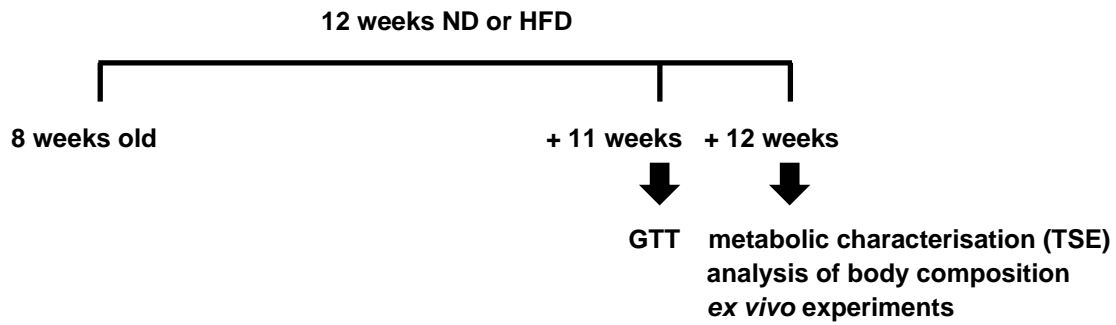 12 weeks ND or HFD
8 weeks old + 11 weeks + 12 weeks
GTT metabolic characterisation (TSE)
analysis of body composition
ex vivo experiments